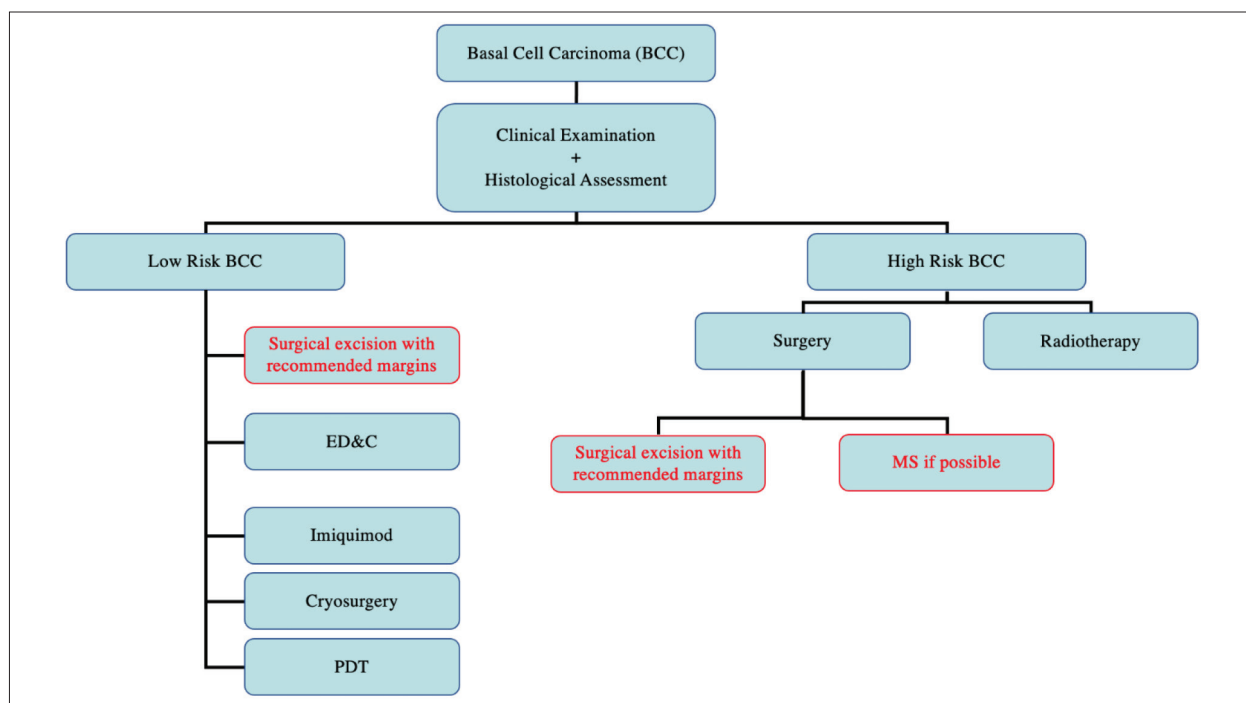 Basal Cell Carcinoma (BCC)
Clinical Examination
+
Histological Assessment
Low Risk BCC
High Risk BCC
Surgical excision with
recommended margins
ED&C
Imiquimod
Cryosurgery
PDT
Surgery
Radiotherapy
Surgical excision with
recommended margins
MS if possible